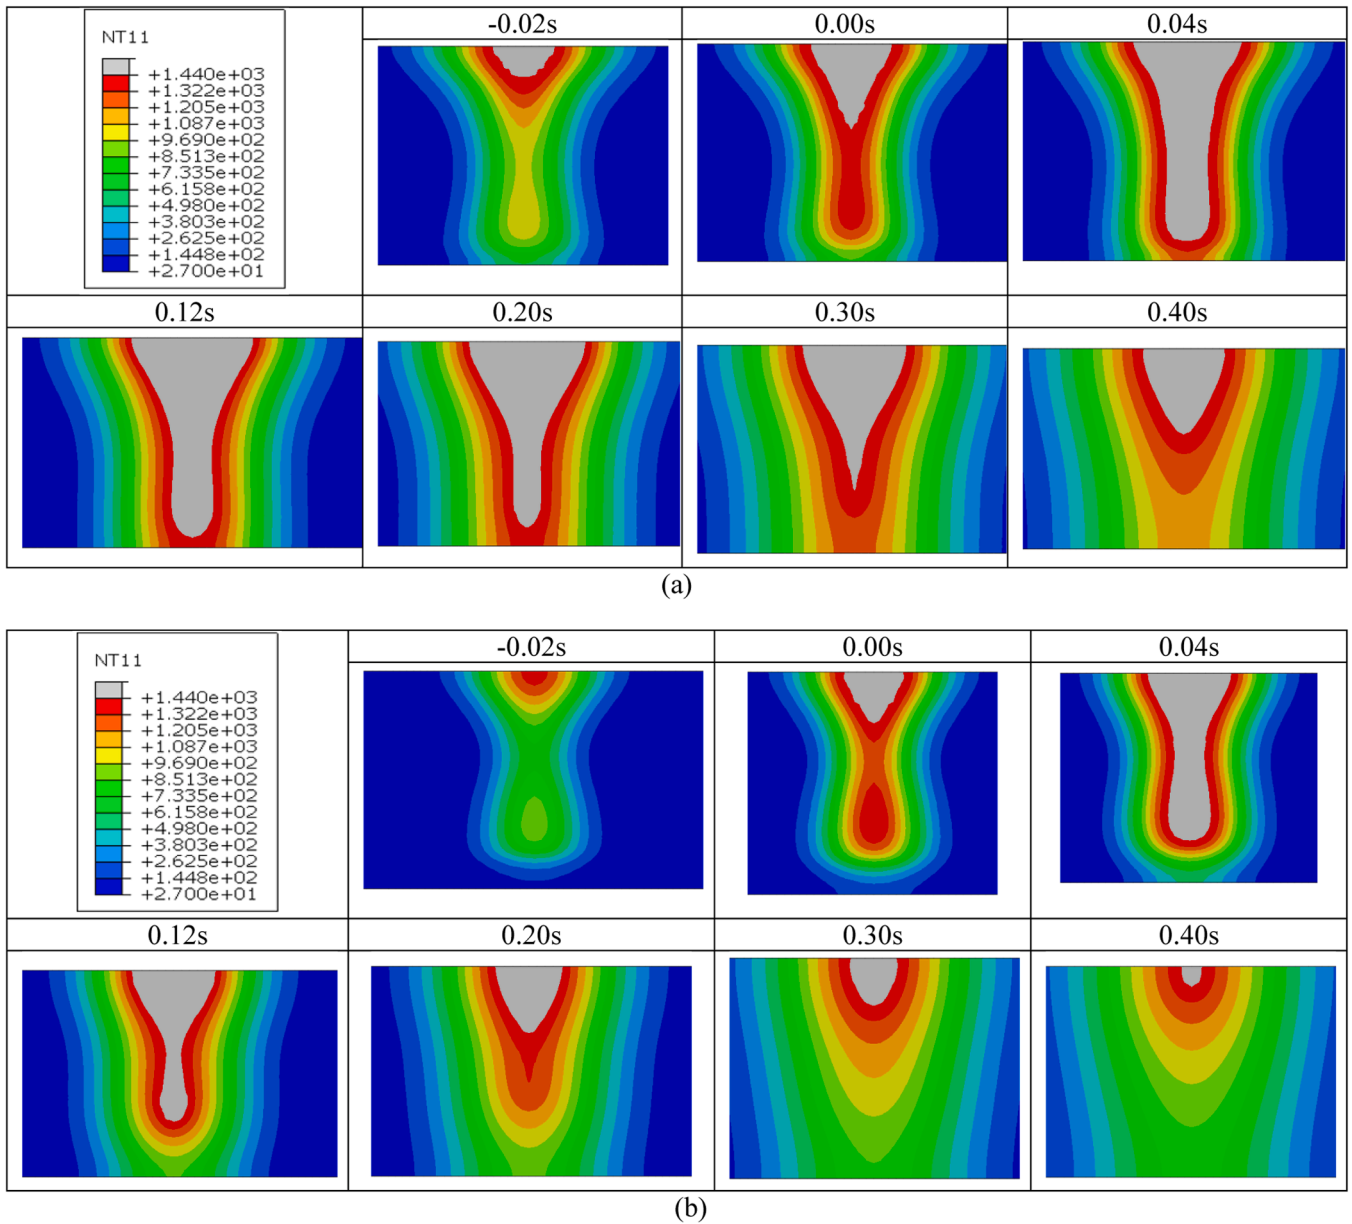 NT11
+1.440e+03
+1.322e+03
+1.205e+03
+1.087e+03
+9.690e+02
+8.513e+02
+7.335e+02
+6.158e+02
+4.980e+02
+3.803e+02
+2.625e+02
+1.448e+02
+2.700e+01
-0.02s
0.00s
0.04s
0.12s
0.20s
0.30s
0.40s
(a)
NT11
+1.440e+03
+1.322e+03
+1.205e+03
+1.087e+03
+9.690e+02
+8.513e+02
+7.335e+02
+6.158e+02
+4.980e+02
+3.803e+02
+2.625e+02
+1.448e+02
+2.700e+01
-0.02s
0.00s
0.04s
0.12s
0.20s
0.30s
0.40s
(b)